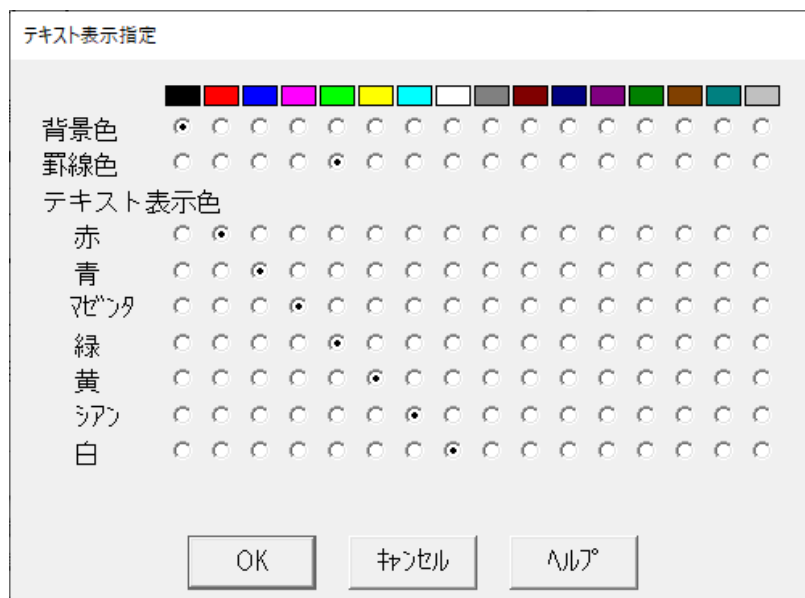 テキスト表示指定
背景色
罫線色
テキスト表示色
赤
青
ﾏｾﾞﾝﾀ
緑
黄
ｼｱﾝ
白
OK ｷｬﾝｾﾙ ﾍﾙﾌﾟ